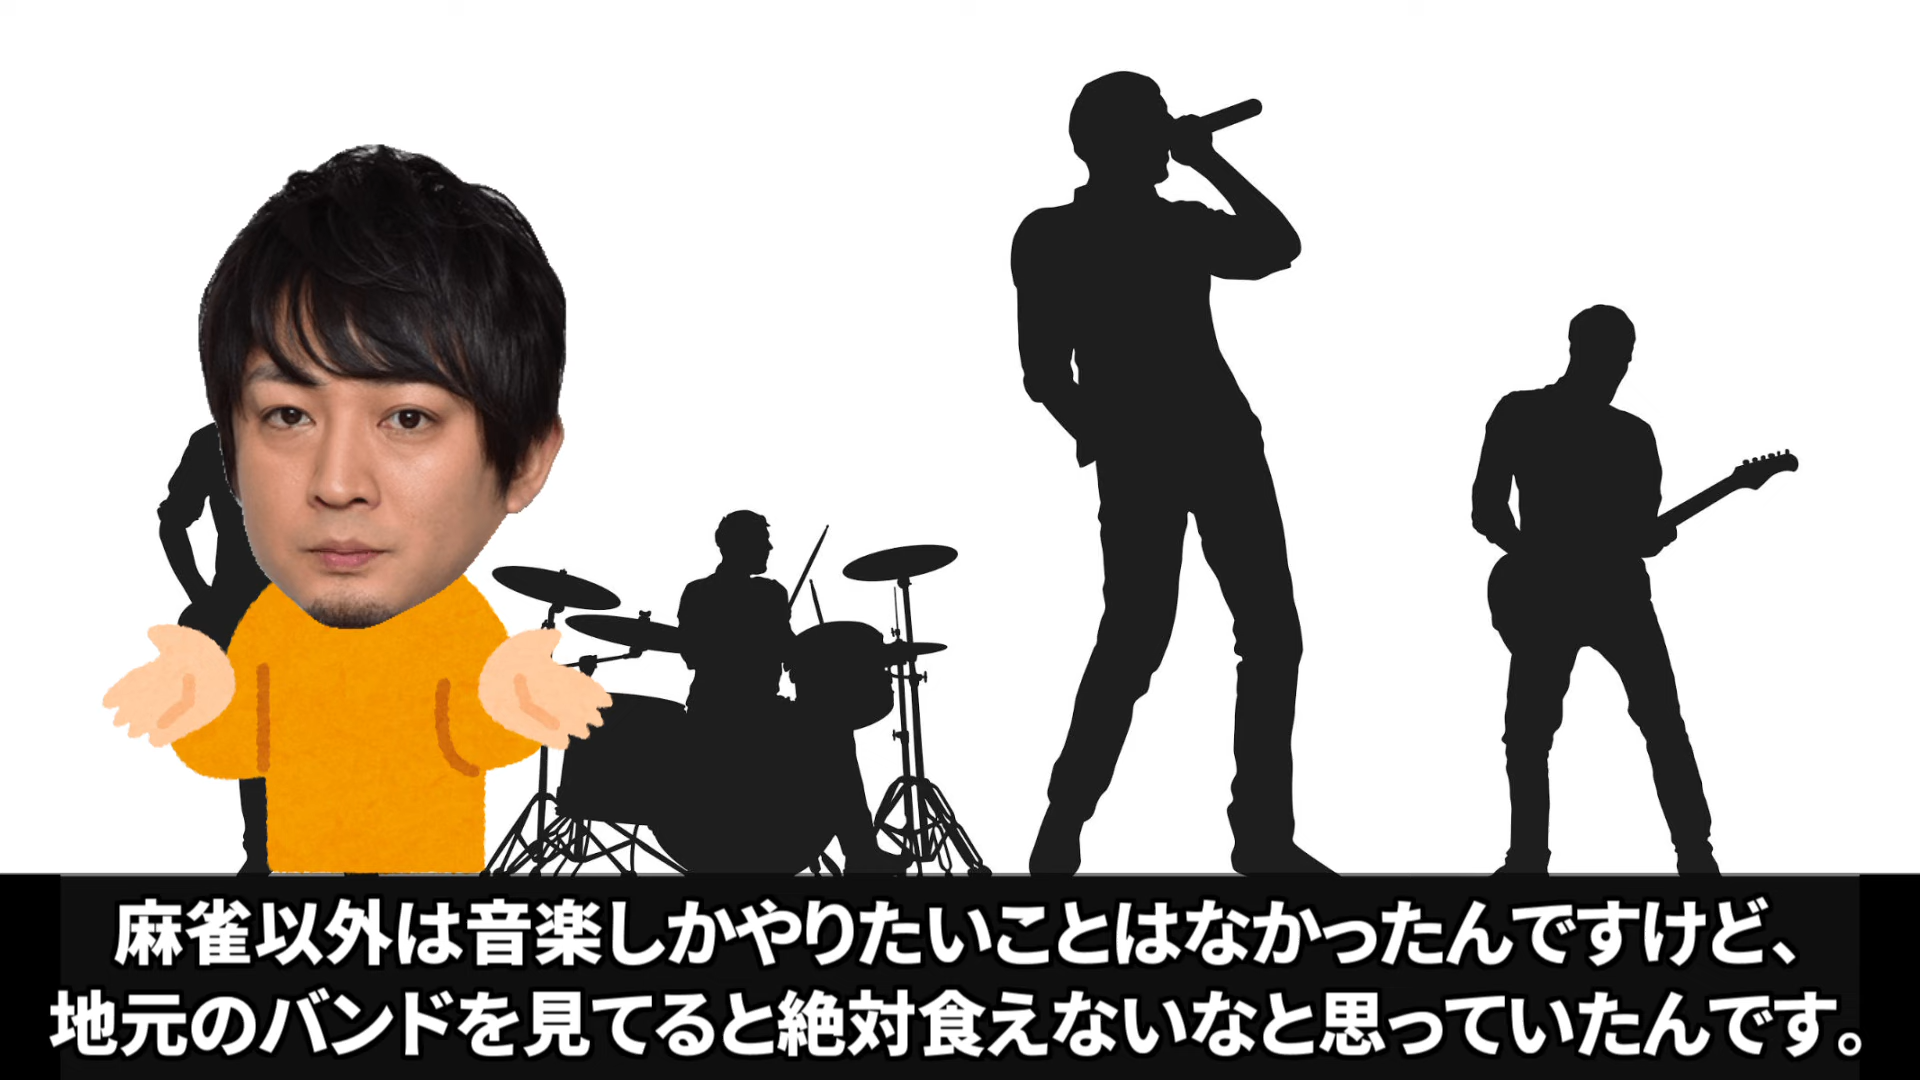 麻雀以外は音楽しかやりたいことはなかったんですけど、
地元のバンドを見てると絶対食えないなと思っていたんです。